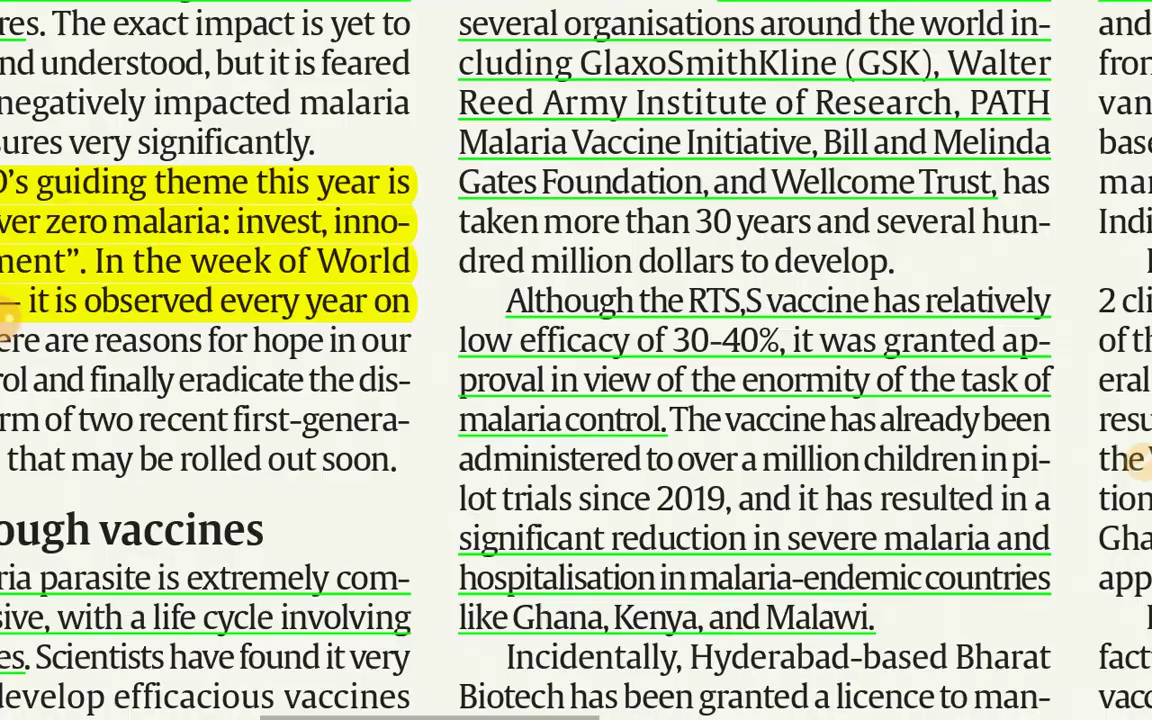 res. The exact impact is yet to
nd understood, but it is feared
negatively impacted malaria
sures very significantly.
O’s guiding theme this year is
ver zero malaria: invest, inno-
ment”. In the week of World
— it is observed every year on
ere are reasons for hope in our
rol and finally eradicate the dis-
rm of two recent first-genera-
that may be rolled out soon.
ough vaccines
ria parasite is extremely com-
sive, with a life cycle involving
es. Scientists have found it very
develop efficacious vaccines
several organisations around the world in-
cluding GlaxoSmithKline (GSK), Walter
Reed Army Institute of Research, PATH
Malaria Vaccine Initiative, Bill and Melinda
Gates Foundation, and Wellcome Trust, has
taken more than 30 years and several hun-
dred million dollars to develop.
Although the RTS,S vaccine has relatively
low efficacy of 30-40%, it was granted ap-
proval in view of the enormity of the task of
malaria control. The vaccine has already been
administered to over a million children in pi-
lot trials since 2019, and it has resulted in a
significant reduction in severe malaria and
hospitalisation in malaria-endemic countries
like Ghana, Kenya, and Malawi.
Incidentally, Hyderabad-based Bharat
Biotech has been granted a licence to man-
and
fron
van
base
mar
Indi
2 cli
of th
eral
resu
the
tion
Gha
app
fact
vacc